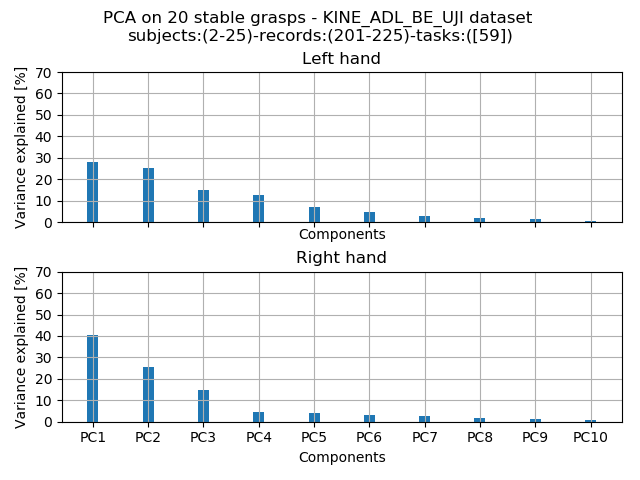 PCA on 20 stable grasps - KINE_ADL_BE_UJI dataset
subjects:(2-25)-records:(201-225)-tasks:([59])
Left hand
Variance explained [%]
70
60
50
40
30
20
10
0
Components
Right hand
Variance explained [%]
70
60
50
40
30
20
10
0
PC1 PC2 PC3 PC4 PC5 PC6 PC7 PC8 PC9 PC10
Components